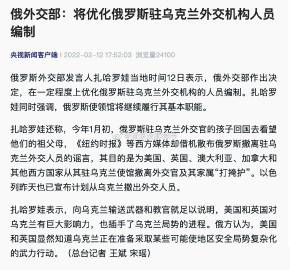 俄外交部：将优化俄罗斯驻乌克兰外交机构人员
编制
央视新闻客户端 | 2022-02-12 17:52:03 浏览量24100
俄罗斯外交部发言人扎哈罗娃当地时间12日表示，俄外交部作出决
定，在一定程度上优化俄罗斯驻乌克兰外交机构的人员编制。扎哈罗
娃同时强调，俄罗斯使领馆将继续履行其基本职能。
扎哈罗娃还称，今年1月初，俄罗斯驻乌克兰外交官的孩子回国去看望
他们的祖父母，《纽约时报》等西方媒体却借机散布俄罗斯撤离驻乌
克兰外交人员的谣言，其目的是为美国、英国、澳大利亚、加拿大和
其他西方国家从其驻乌克兰使馆撤离外交官及其家属“打掩护”。以色
列昨天也已宣布计划从乌克兰撤出外交人员。
扎哈罗娃表示，向乌克兰输送武器和教官就足以说明，美国和英国对
乌克兰有巨大影响力，也插手了乌克兰局势的进程。俄方认为，美国
和英国显然知道乌克兰正在准备采取某些可能使地区安全局势复杂化
的武力行动。（总台记者 王斌 宋瑶）